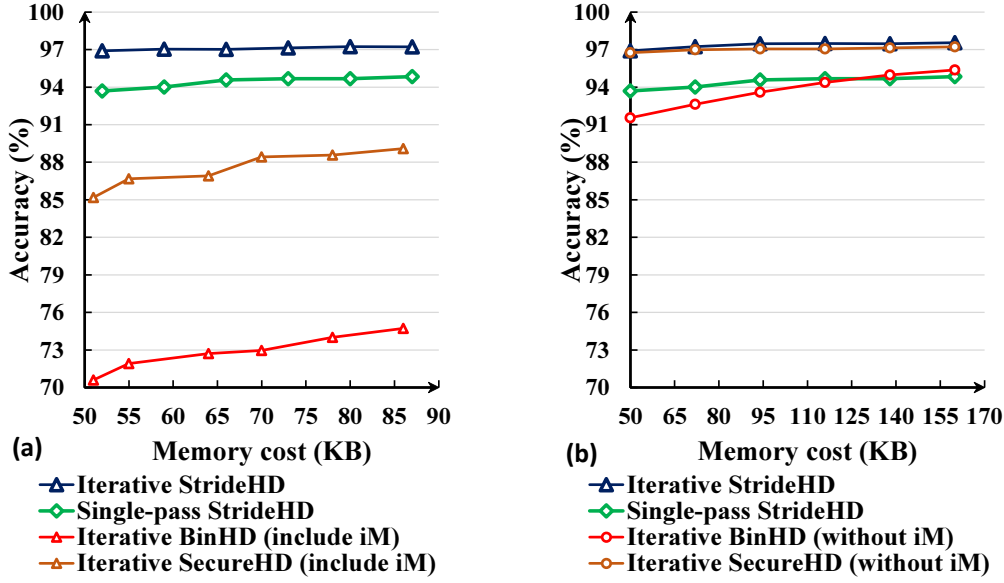 100
97
94
91
88
85
82
79
76
73
70
Accuracy (%)
50 55 60 65 70 75 80 85 90
(a)
Memory cost (KB)
Iterative StrideHD
Single-pass StrideHD
Iterative BinHD (include iM)
Iterative SecureHD (include iM)
100
97
94
91
88
85
82
79
76
73
70
Accuracy (%)
50 65 80 95 110 125 140 155 170
(b)
Memory cost (KB)
Iterative StrideHD
Single-pass StrideHD
Iterative BinHD (without iM)
Iterative SecureHD (without iM)